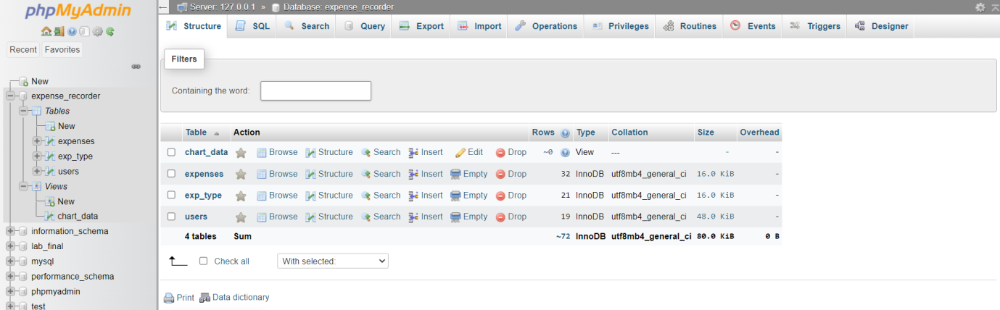 phpMyAdmin
Recent Favorites
New
expense_recorder
Tables
New
expenses
exp_type
users
Views
New
chart_data
information_schema
lab_final
mysql
performance_schema
phpmyadmin
test
Server: 127.0.0.1 » Database: expense_recorder
Structure SQL Search Query Export Import Operations Privileges Routines Events Triggers Designer
Filters
Containing the word:
Table Action Rows Type Collation Size Overhead
chart_data Browse Structure Search Insert Edit Drop ~0 View --- - -
expenses Browse Structure Search Insert Empty Drop 32 InnoDB utf8mb4_general_ci 16.0 KiB -
exp_type Browse Structure Search Insert Empty Drop 21 InnoDB utf8mb4_general_ci 16.0 KiB -
users Browse Structure Search Insert Empty Drop 19 InnoDB utf8mb4_general_ci 48.0 KiB -
4 tables Sum ~72 InnoDB utf8mb4_general_ci 80.0 KiB 0 B
Check all With selected:
Print Data dictionary